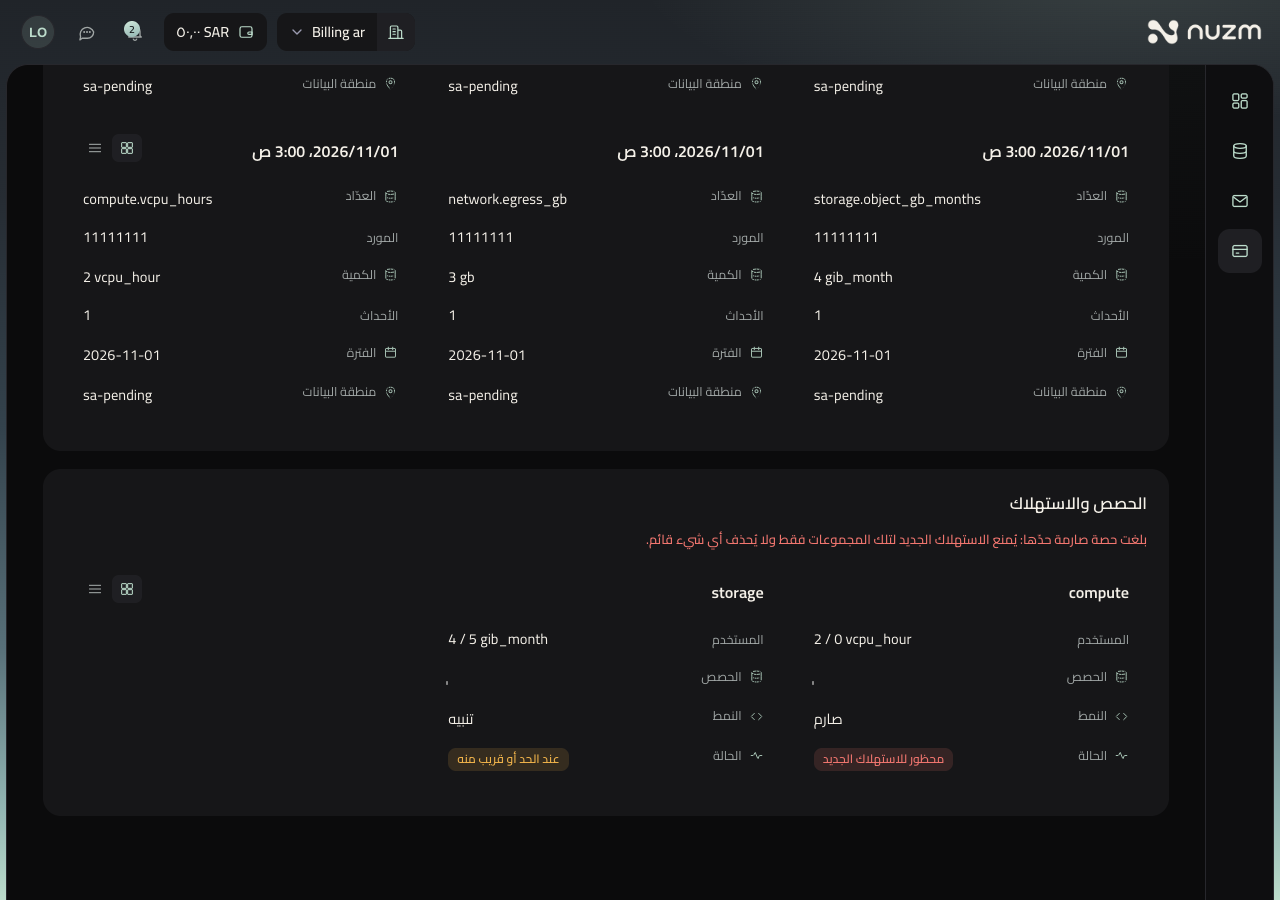 nuzm
Billing ar
٥٠,٠٠ SAR
2
LO
منطقة البيانات sa-pending
منطقة البيانات sa-pending
منطقة البيانات sa-pending
2026/11/01، 3:00 ص
2026/11/01، 3:00 ص
2026/11/01، 3:00 ص
العدّاد storage.object_gb_months
العدّاد network.egress_gb
العدّاد compute.vcpu_hours
المورد 11111111
المورد 11111111
المورد 11111111
الكمية 4 gib_month
الكمية 3 gb
الكمية 2 vcpu_hour
الأحداث 1
الأحداث 1
الأحداث 1
الفترة 2026-11-01
الفترة 2026-11-01
الفترة 2026-11-01
منطقة البيانات sa-pending
منطقة البيانات sa-pending
منطقة البيانات sa-pending
الحصص والاستهلاك
بلغت حصة صارمة حدّها: يُمنع الاستهلاك الجديد لتلك المجموعات فقط ولا يُحذف أي شيء قائم.
compute
storage
المستخدم 2 / 0 vcpu_hour
المستخدم 4 / 5 gib_month
الحصص
الحصص
النمط صارم
النمط تنبيه
الحالة محظور للاستهلاك الجديد
الحالة عند الحد أو قريب منه